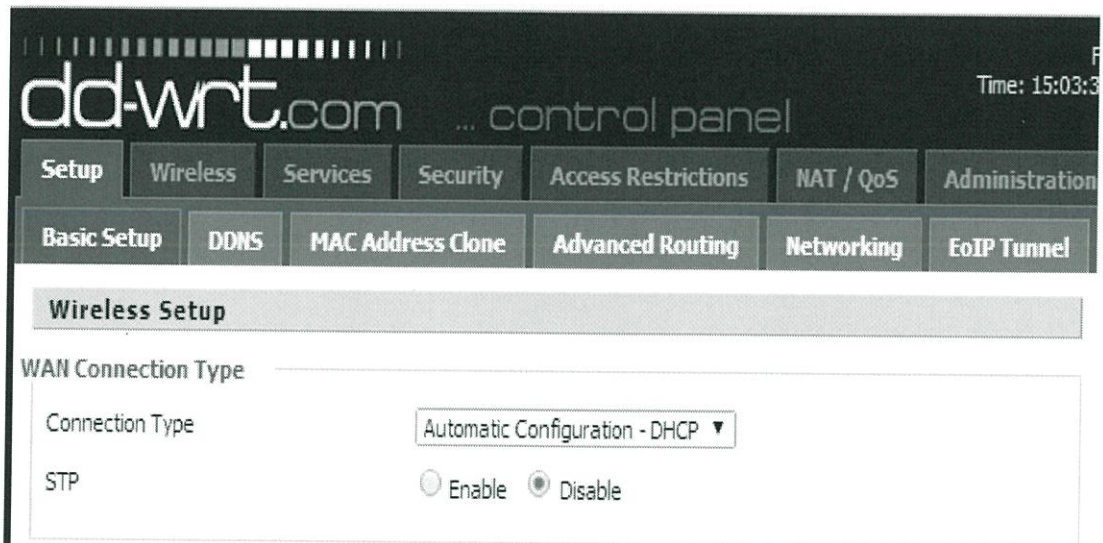 Time: 15:03:3
dd-wrt.com ... control panel
Setup Wireless Services Security Access Restrictions NAT / QoS Administration
Basic Setup DDNS MAC Address Clone Advanced Routing Networking EoIP Tunnel
Wireless Setup
WAN Connection Type
Connection Type Automatic Configuration - DHCP
STP Enable Disable